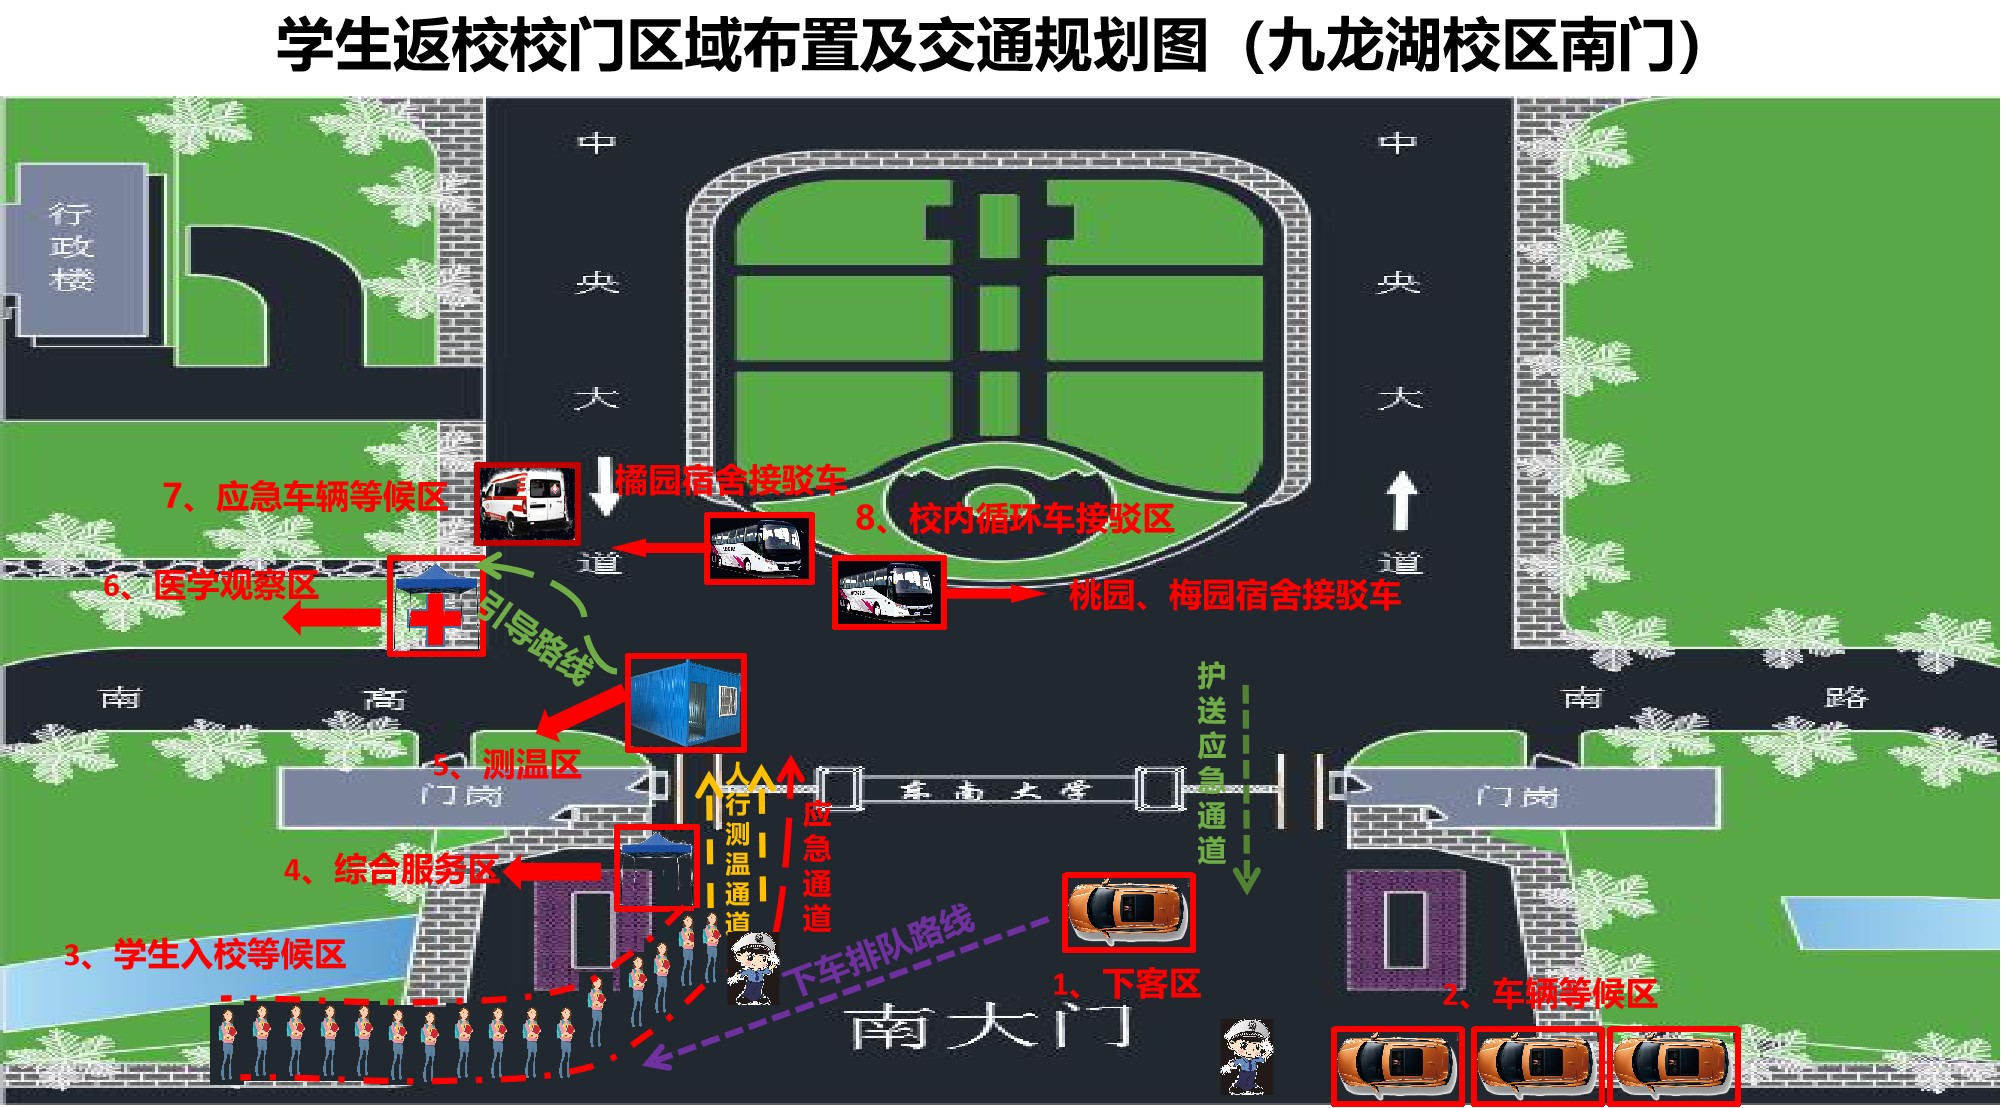 学生返校校门区域布置及交通规划图（九龙湖校区南门）
中
央
大
道
中
央
大
道
行
政
楼
7、应急车辆等候区
橘园宿舍接驳车
8、校内循环车接驳区
6、医学观察区
引导路线
桃园、梅园宿舍接驳车
南
高
南
路
护送应急通道
5、测温区
门岗
人行测温通道
应急通道
东南大学
门岗
4、综合服务区
3、学生入校等候区
下车排队路线
1、下客区
2、车辆等候区
南大门